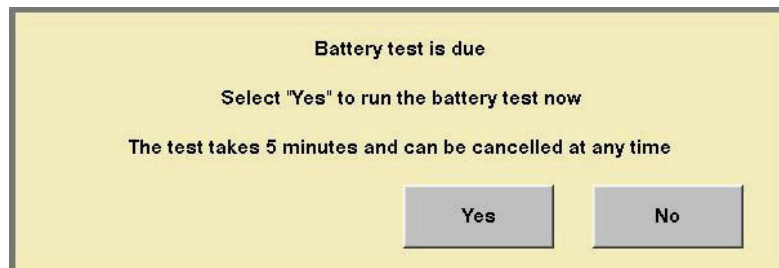 Battery test is due
Select "Yes" to run the battery test now
The test takes 5 minutes and can be cancelled at any time
Yes No